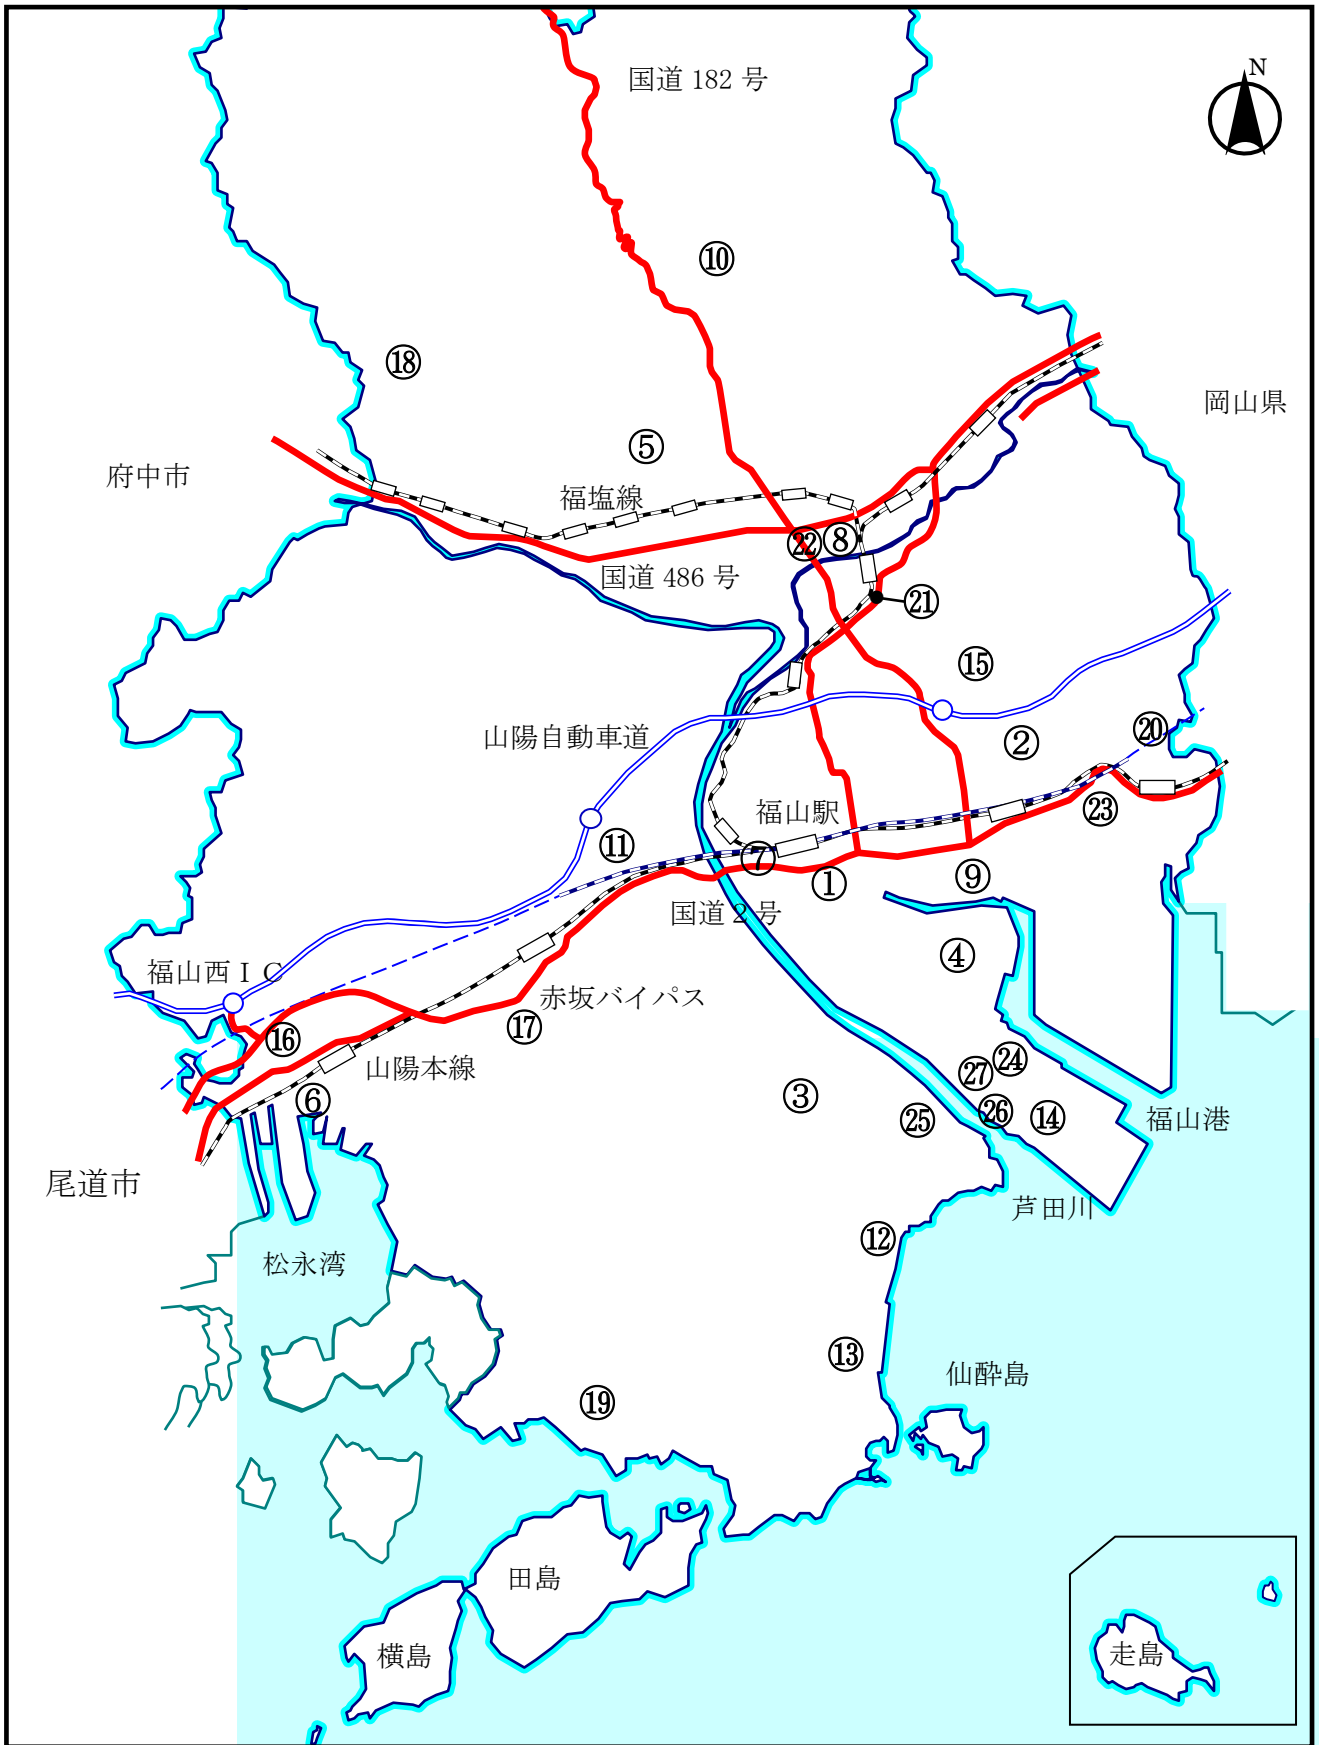 国道 182 号
N
⑩
⑱
岡山県
⑤
府中市
福塩線
㉒
⑧
国道 486 号
㉑
⑮
⑳
山陽自動車道
②
福山駅
㉓
⑪
⑦
①
⑨
国道 2 号
④
福山西ＩＣ
赤坂バイパス
⑰
⑯
山陽本線
㉔
㉗
⑥
③
㉖
⑭
㉕
福山港
尾道市
芦田川
⑫
松永湾
⑬
仙酔島
⑲
田島
横島
走島